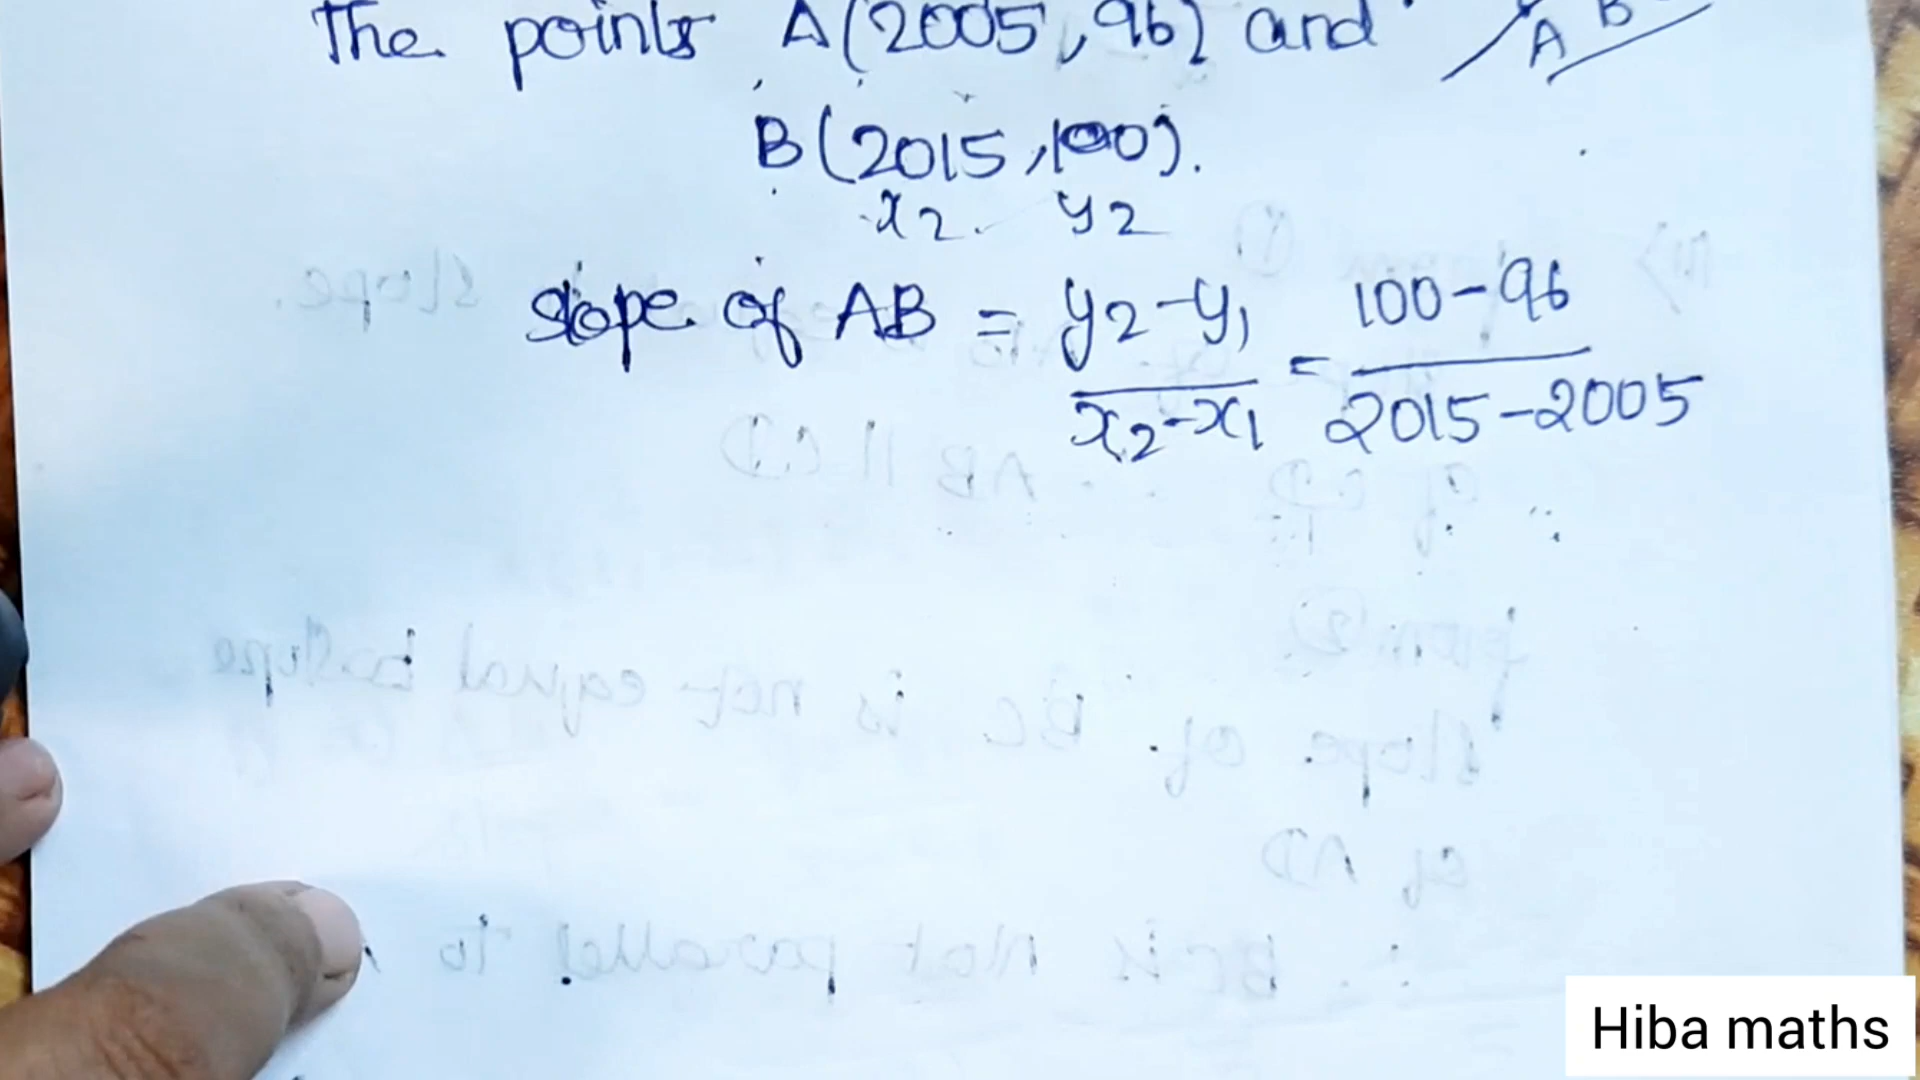 The points A(2005, 96) and
A B
B(2015, 100).
x2 y2
slope of AB = y2-y1 / x2-x1 = 100-96 / 2015-2005
Hiba maths